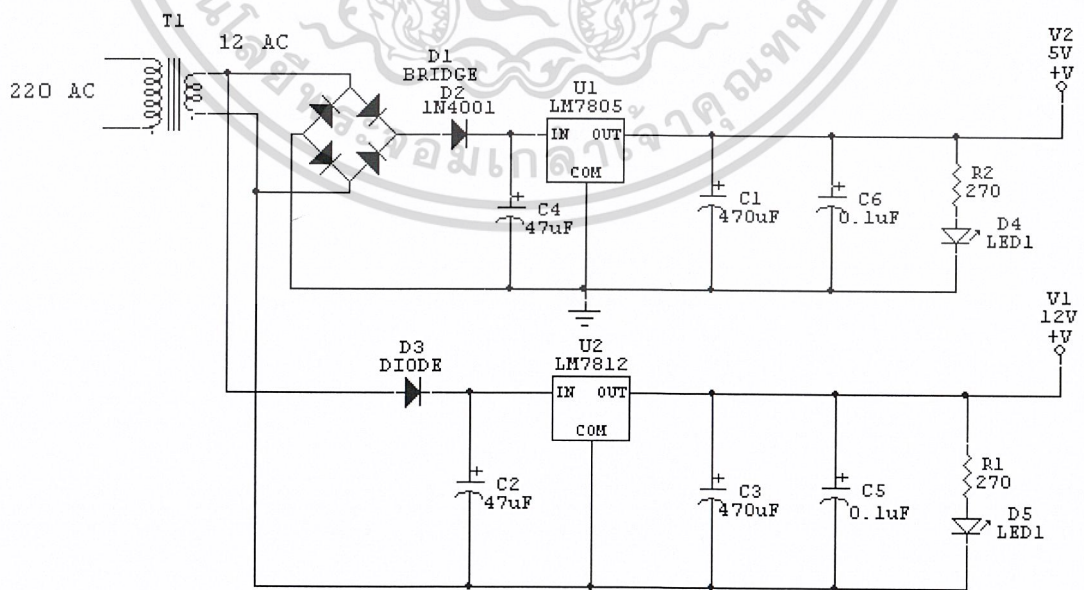 T1
12 AC
220 AC
D1
BRIDGE
D2
1N4001
U1
LM7805
IN OUT
COM
C4
47uF
C1
470uF
C6
0.1uF
R2
270
D4
LED1
V2
5V
+V
D3
DIODE
U2
LM7812
IN OUT
COM
C2
47uF
C3
470uF
C5
0.1uF
R1
270
D5
LED1
V1
12V
+V